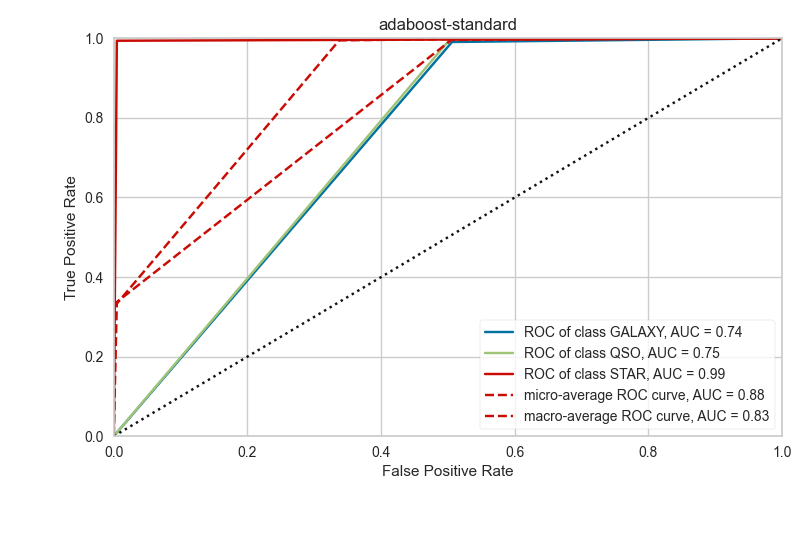 adaboost-standard
1.0
0.8
0.6
0.4
0.2
0.0
True Positive Rate
ROC of class GALAXY, AUC = 0.74
ROC of class QSO, AUC = 0.75
ROC of class STAR, AUC = 0.99
micro-average ROC curve, AUC = 0.88
macro-average ROC curve, AUC = 0.83
0.0 0.2 0.4 0.6 0.8 1.0
False Positive Rate